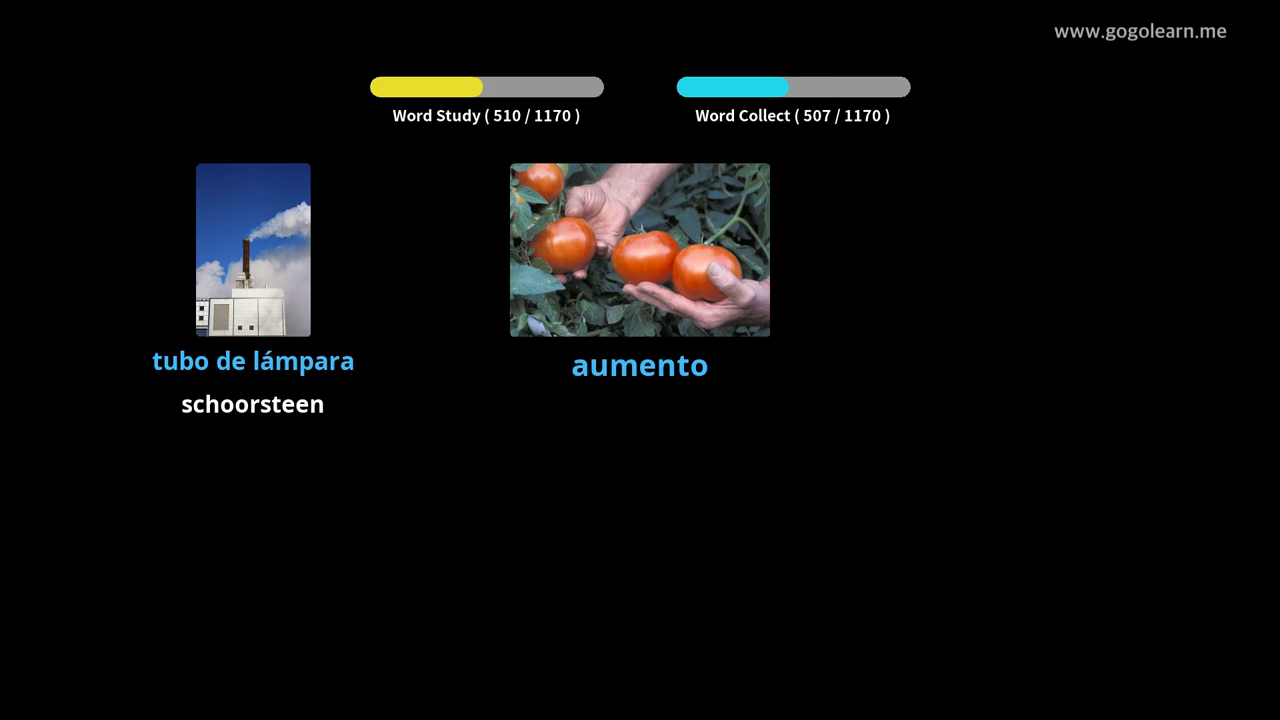 www.gogolearn.me
Word Study ( 510 / 1170 )
Word Collect ( 507 / 1170 )
tubo de lámpara
schoorsteen
aumento